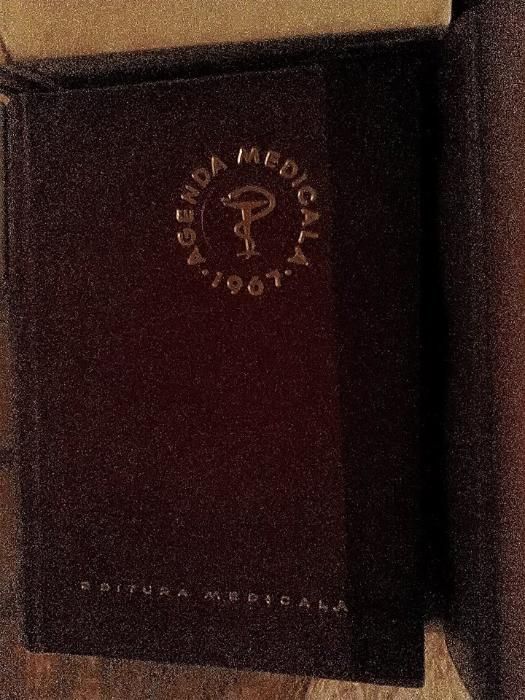 AGENDA MEDICALA
· 1967 ·
EDITURA MEDICALA